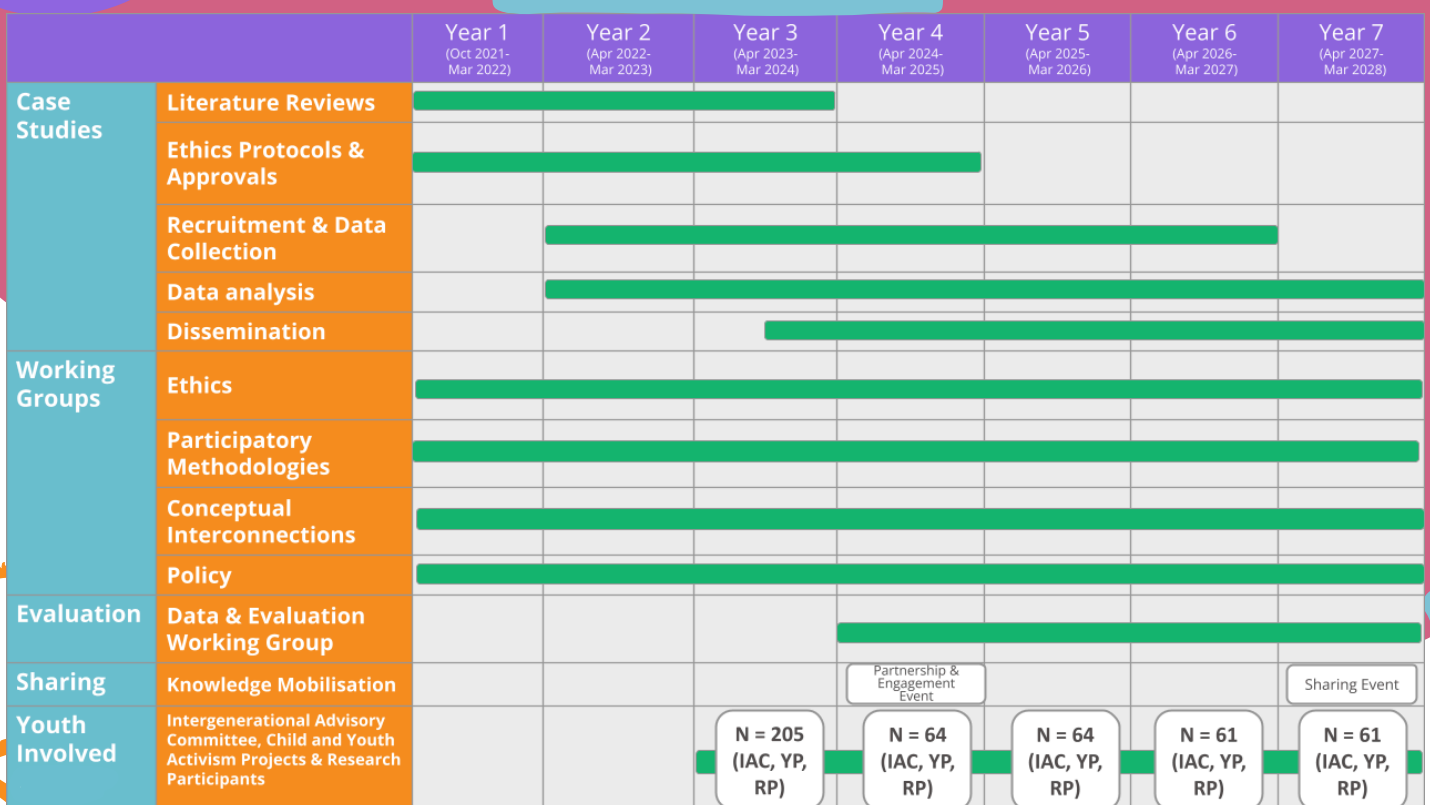 Year 1
(Oct 2021-
Mar 2022)
Year 2
(Apr 2022-
Mar 2023)
Year 3
(Apr 2023-
Mar 2024)
Year 4
(Apr 2024-
Mar 2025)
Year 5
(Apr 2025-
Mar 2026)
Year 6
(Apr 2026-
Mar 2027)
Year 7
(Apr 2027-
Mar 2028)
Case
Studies
Literature Reviews
Ethics Protocols &
Approvals
Recruitment & Data
Collection
Data analysis
Dissemination
Working
Groups
Ethics
Participatory
Methodologies
Conceptual
Interconnections
Policy
Evaluation
Data & Evaluation
Working Group
Sharing
Knowledge Mobilisation
Partnership &
Engagement
Event
Sharing Event
Youth
Involved
Intergenerational Advisory
Committee, Child and Youth
Activism Projects & Research
Participants
N = 205
(IAC, YP,
RP)
N = 64
(IAC, YP,
RP)
N = 64
(IAC, YP,
RP)
N = 61
(IAC, YP,
RP)
N = 61
(IAC, YP,
RP)